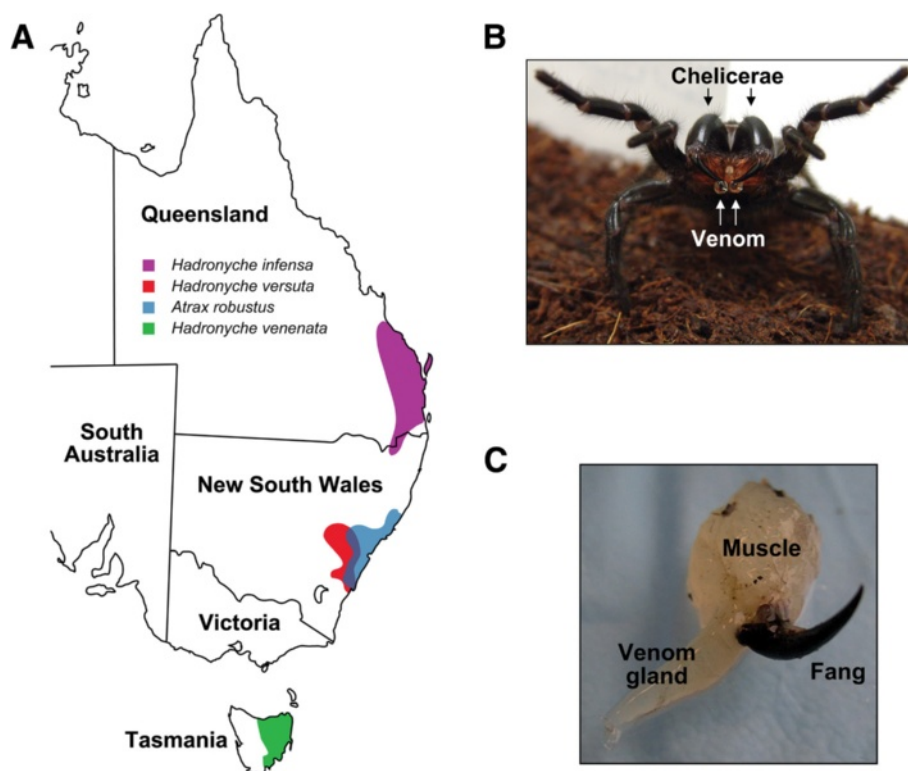 A
Queensland
Hadronyche infensa
Hadronyche versuta
Atrax robustus
Hadronyche venenata
South
Australia
New South Wales
Victoria
Tasmania
B
Chelicerae
Venom
C
Muscle
Venom
gland
Fang